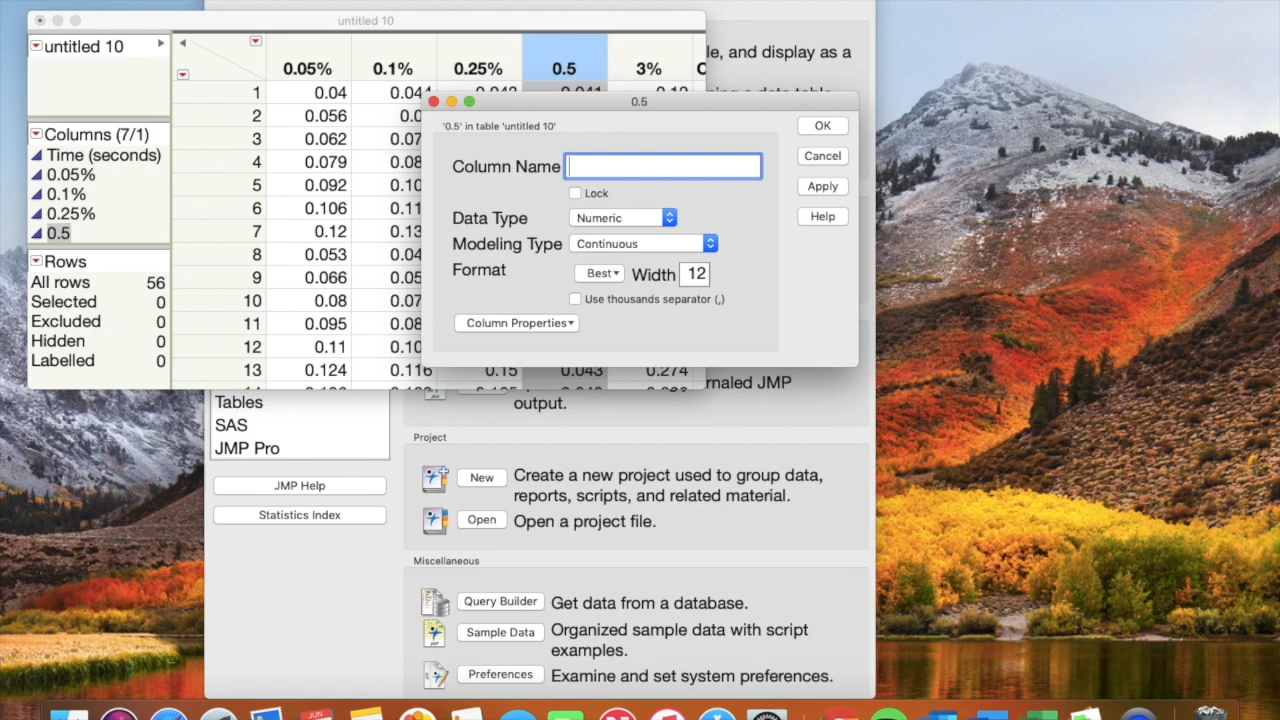 untitled 10
untitled 10
Columns (7/1)
Time (seconds)
0.05%
0.1%
0.25%
0.5
Rows
All rows 56
Selected 0
Excluded 0
Hidden 0
Labelled 0
0.05% 0.1% 0.25% 0.5 3%
1 0.04
2 0.056
3 0.062
4 0.079
5 0.092
6 0.106
7 0.12
8 0.053
9 0.066
10 0.08
11 0.095
12 0.11
13 0.124 0.116 0.15 0.043 0.274
0.5
'0.5' in table 'untitled 10'
Column Name
Lock
Data Type Numeric
Modeling Type Continuous
Format Best Width 12
Use thousands separator (,)
Column Properties
OK
Cancel
Apply
Help
and display as a
JMP
output.
Tables
SAS
JMP Pro
JMP Help
Statistics Index
Project
New Create a new project used to group data,
reports, scripts, and related material.
Open Open a project file.
Miscellaneous
Query Builder Get data from a database.
Sample Data Organized sample data with script
examples.
Preferences Examine and set system preferences.
JUN